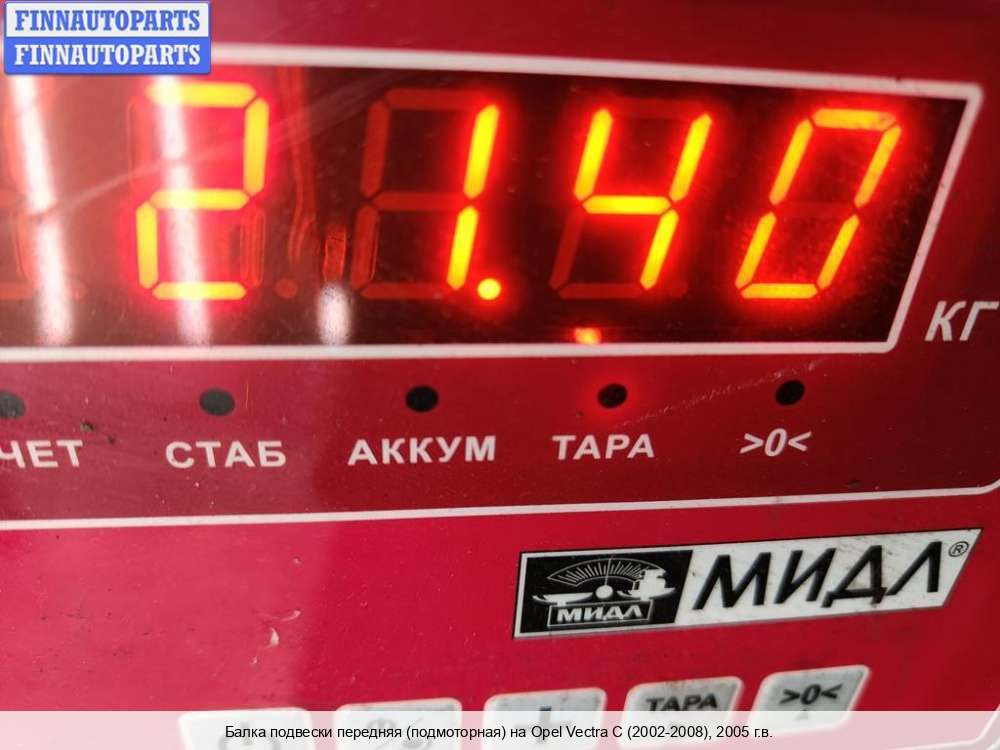 FINNAUTOPARTS
FINNAUTOPARTS
21.40
КГ
ЧЕТ СТАБ АККУМ ТАРА >0<
МИДЛ МИДЛ®
ТАРА >0<
Балка подвески передняя (подмоторная) на Opel Vectra C (2002-2008), 2005 г.в.